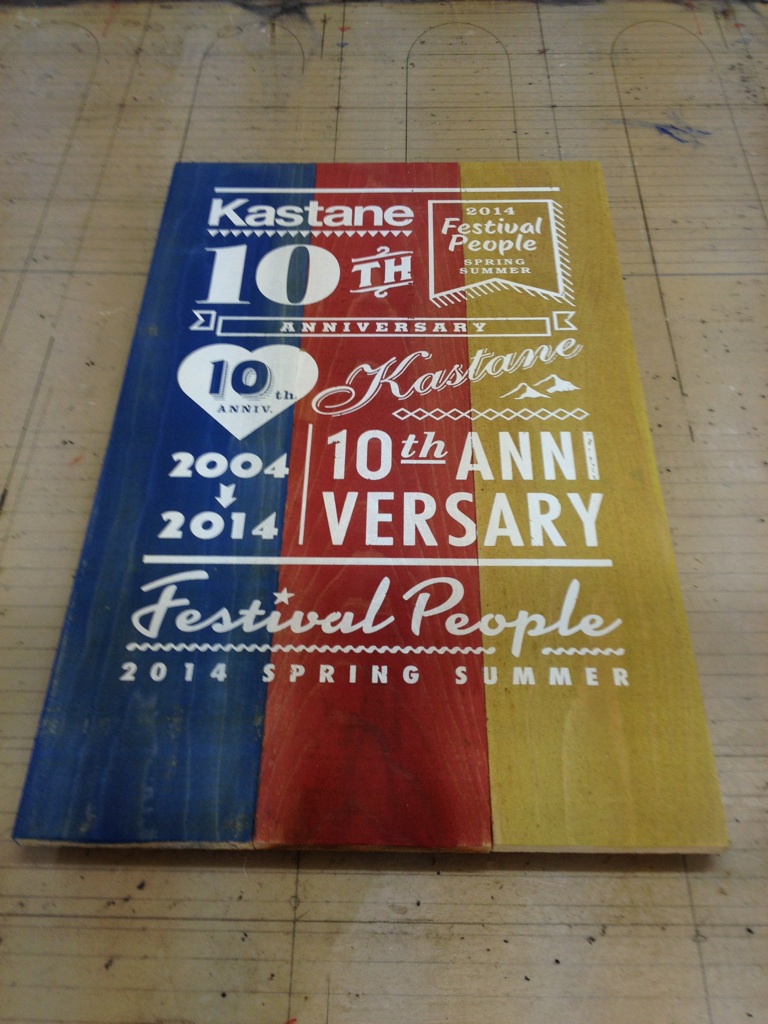 Kastane
10TH
2014
Festival
People
SPRING
SUMMER
ANNIVERSARY
10th.
ANNIV.
Kastane
2004
2014
10th ANNI
VERSARY
Festival People
2014 SPRING SUMMER